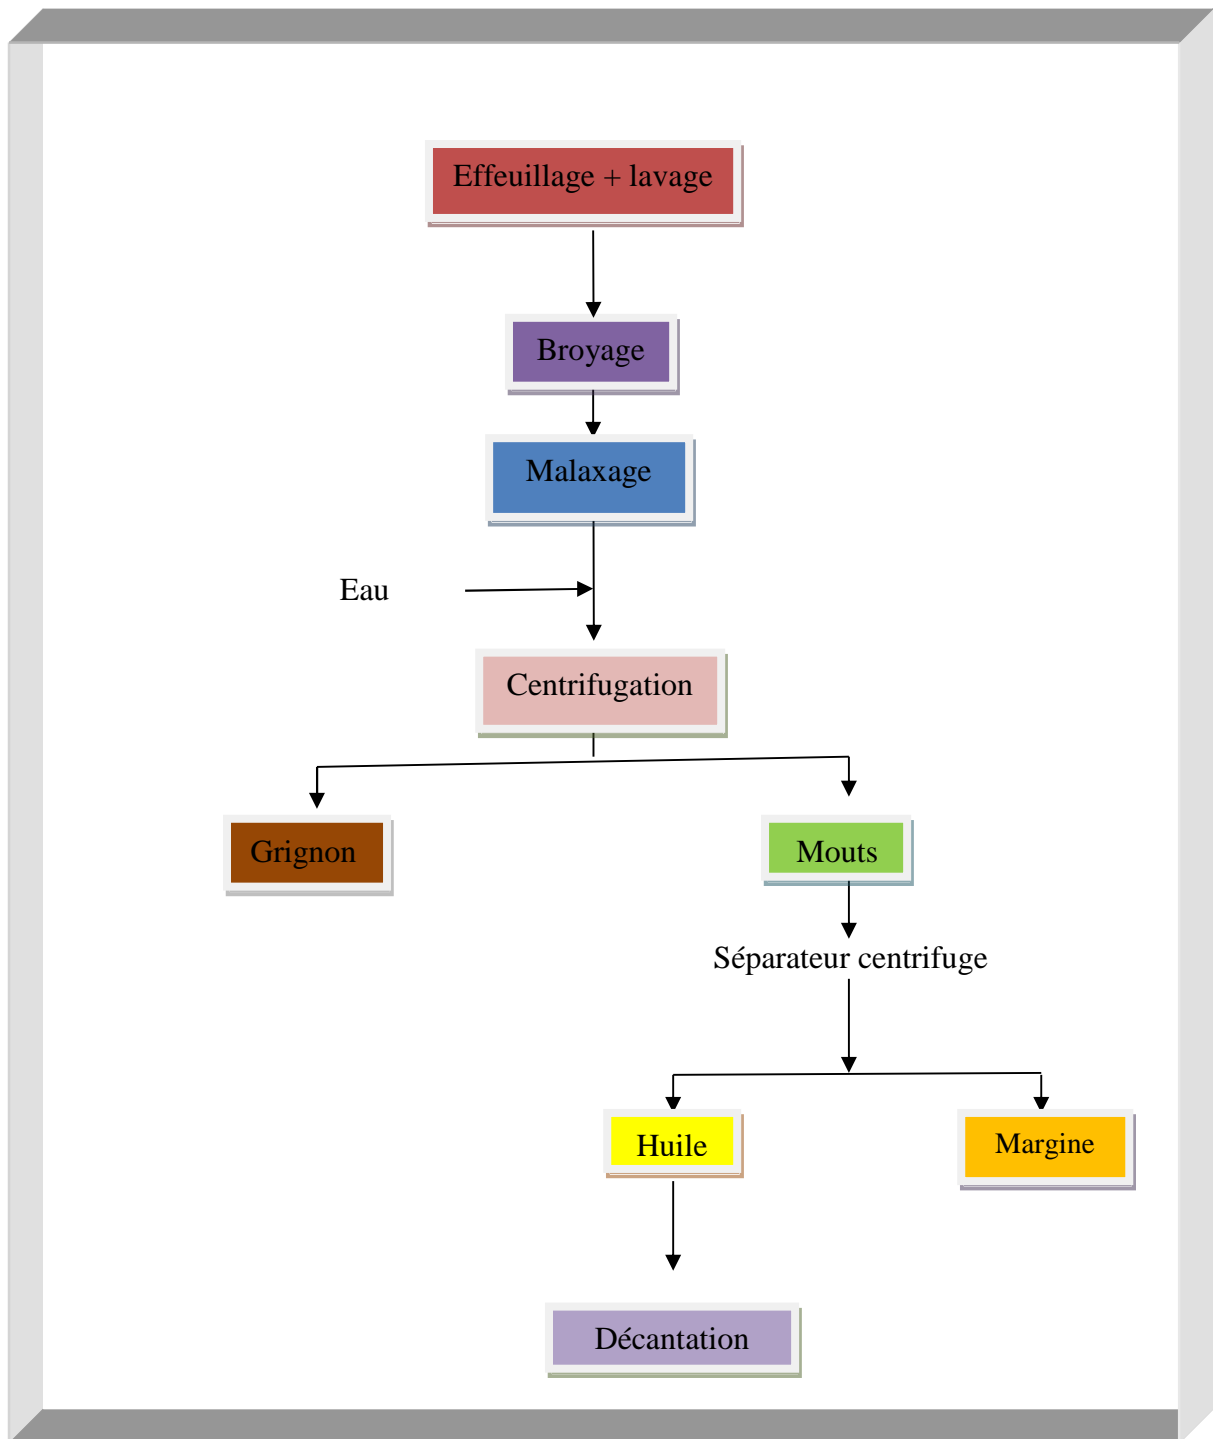 Effeuillage + lavage
Broyage
Malaxage
Eau
Centrifugation
Grignon
Mouts
Séparateur centrifuge
Huile
Margine
Décantation